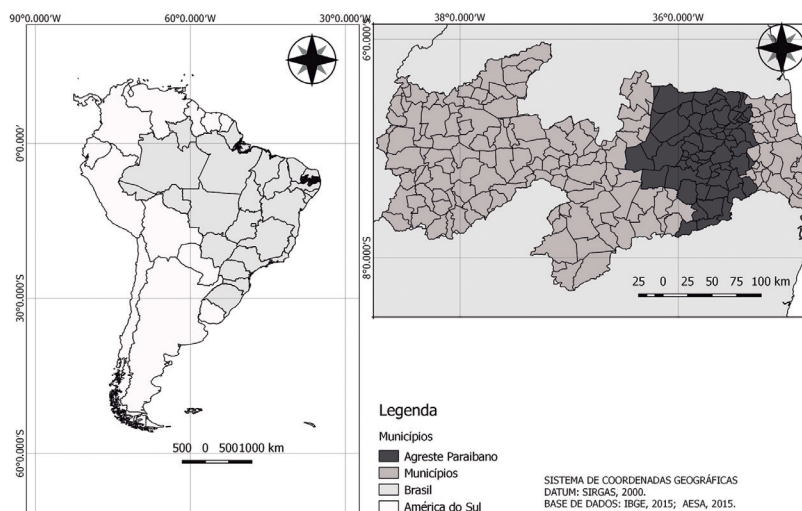 90°0.000'W 60°0.000'W 30°0.000'W
0°0.000'
30°0.000'S
60°0.000'S
500 0 500 1000 km
38°0.000'W 36°0.000'W
6°0.000'S
8°0.000'S
25 0 25 50 75 100 km
Legenda
Municípios
Agreste Paraibano
Municípios
Brasil
América do Sul
SISTEMA DE COORDENADAS GEOGRÁFICAS
DATUM: SIRGAS, 2000.
BASE DE DADOS: IBGE, 2015; AESA, 2015.